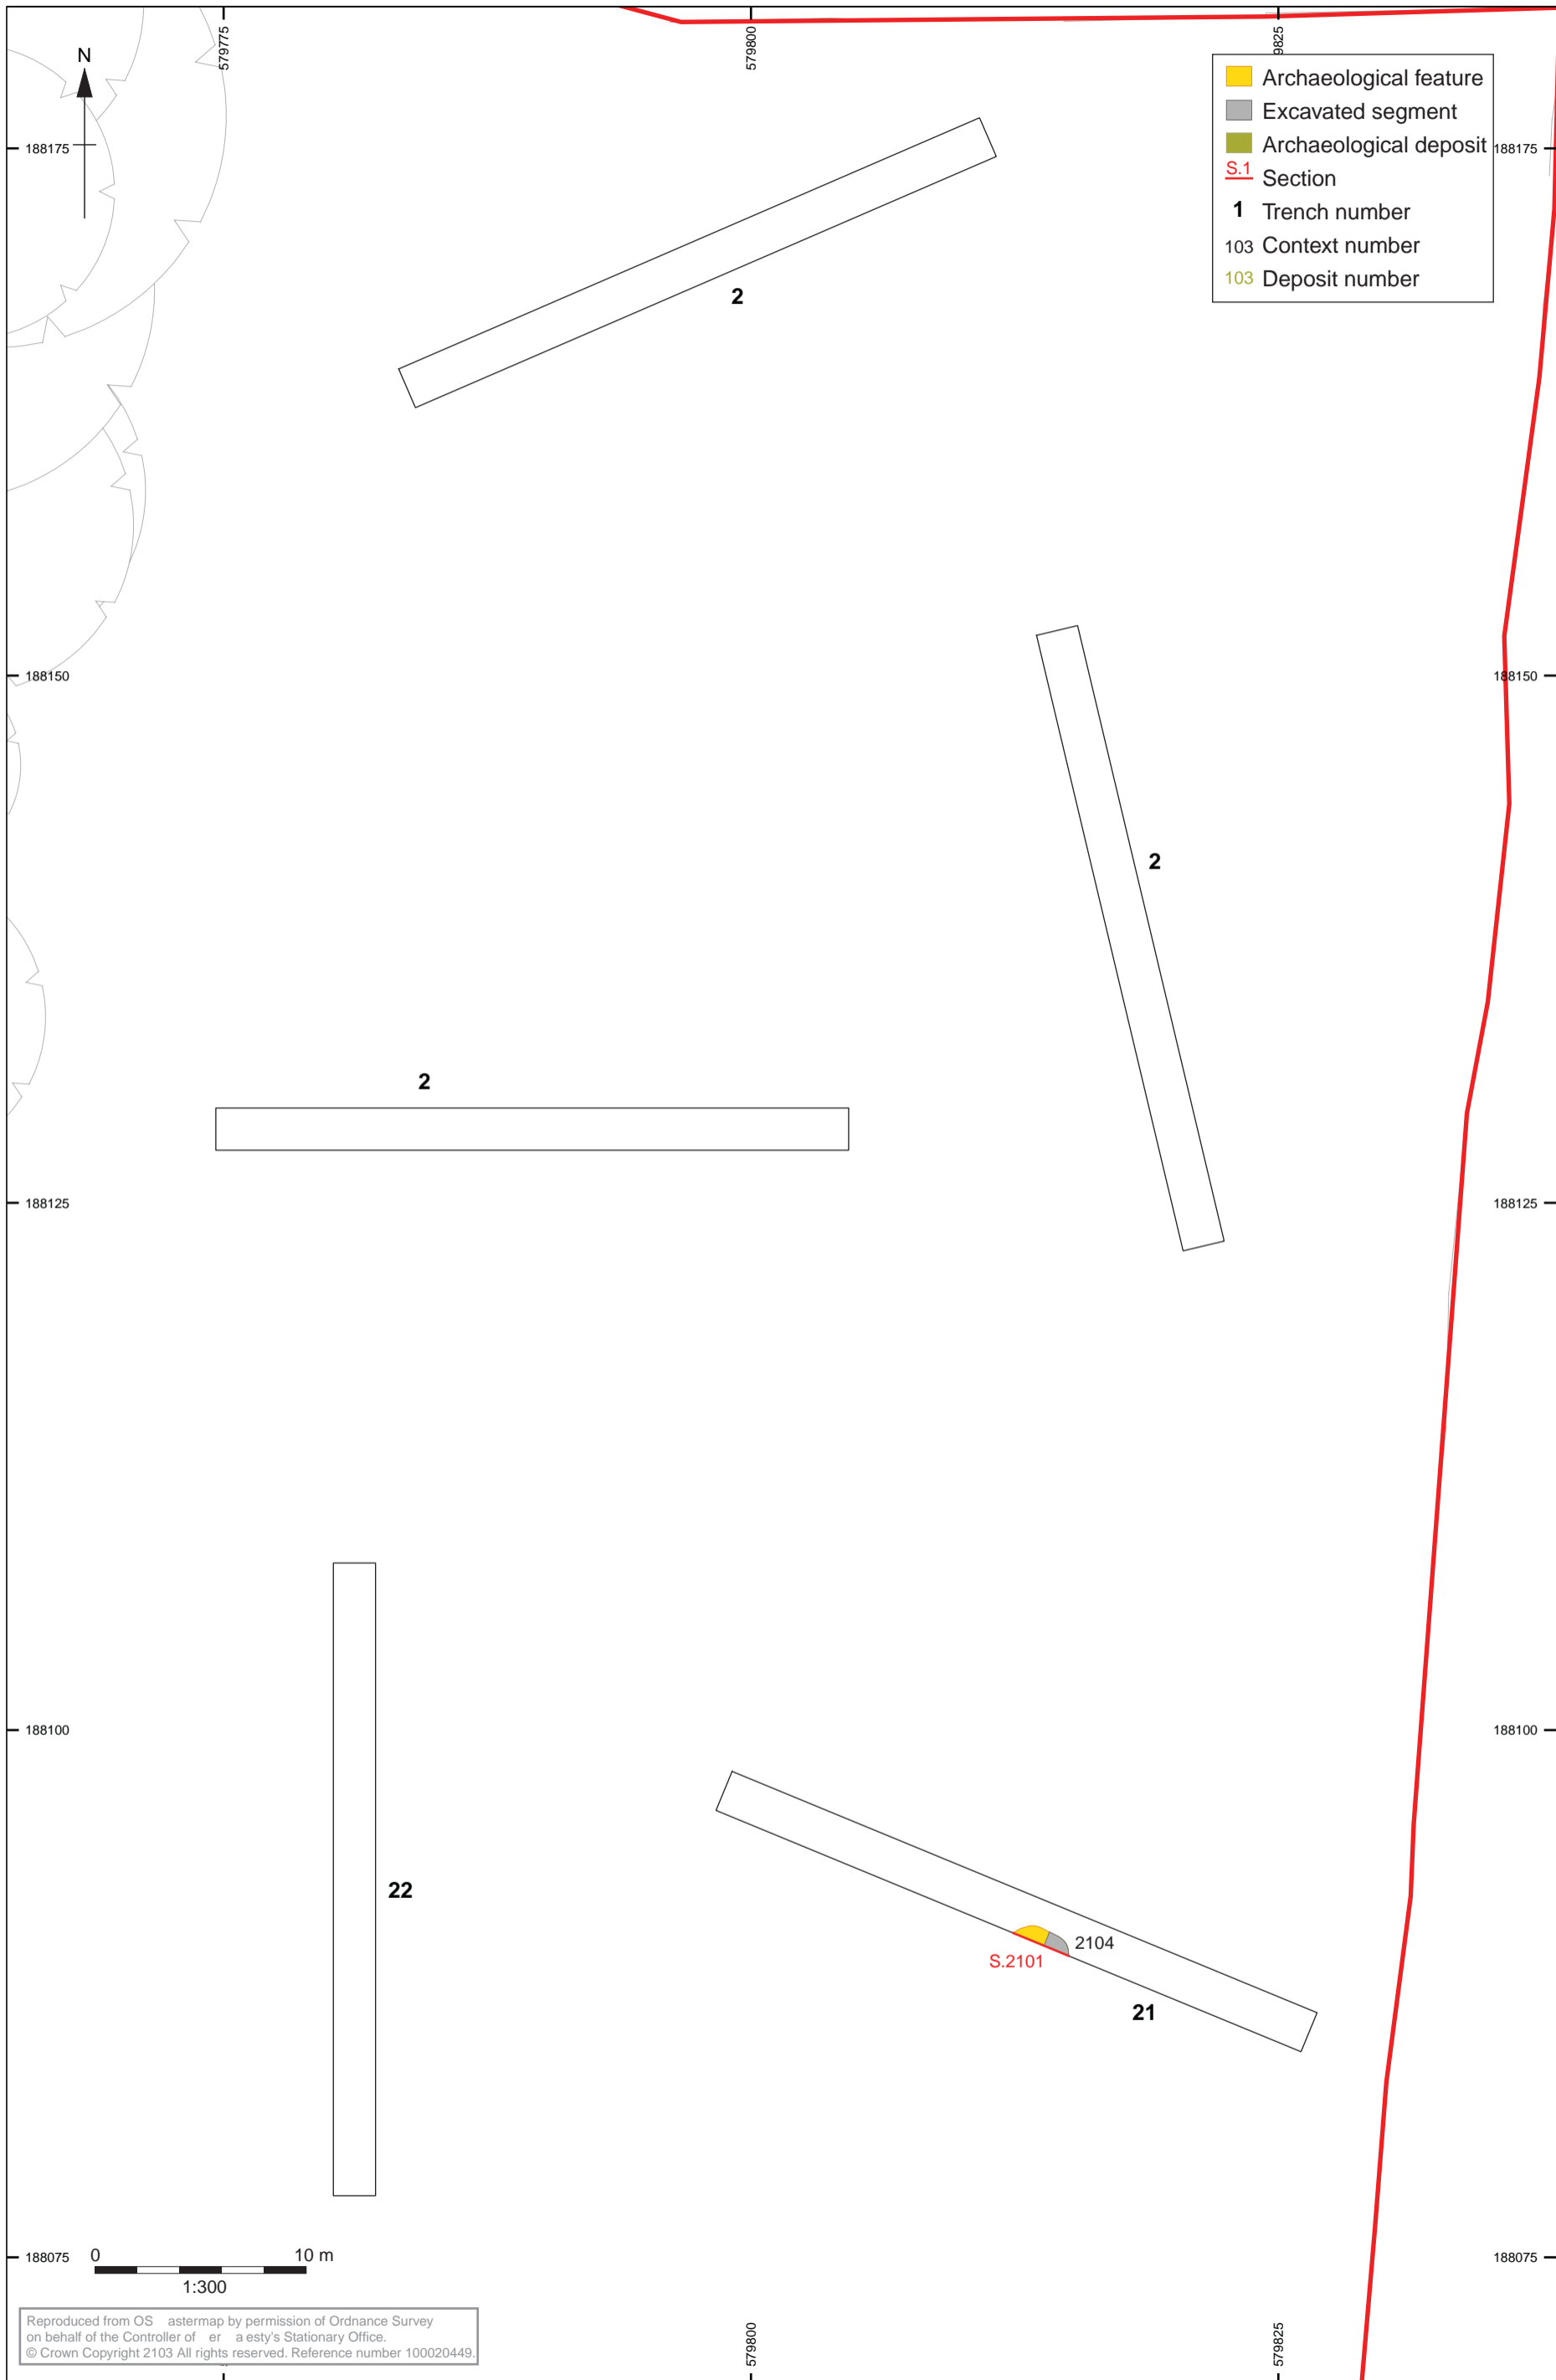 579775
579800
9825
N
Archaeological feature
Excavated segment
Archaeological deposit
S.1 Section
1 Trench number
103 Context number
103 Deposit number
188175
188175
2
188150
188150
2
2
188125
188125
188100
188100
22
2104
S.2101
21
188075
188075
0 10 m
1:300
Reproduced from OS astermap by permission of Ordnance Survey
on behalf of the Controller of er a esty's Stationary Office.
© Crown Copyright 2103 All rights reserved. Reference number 100020449.
579800
579825